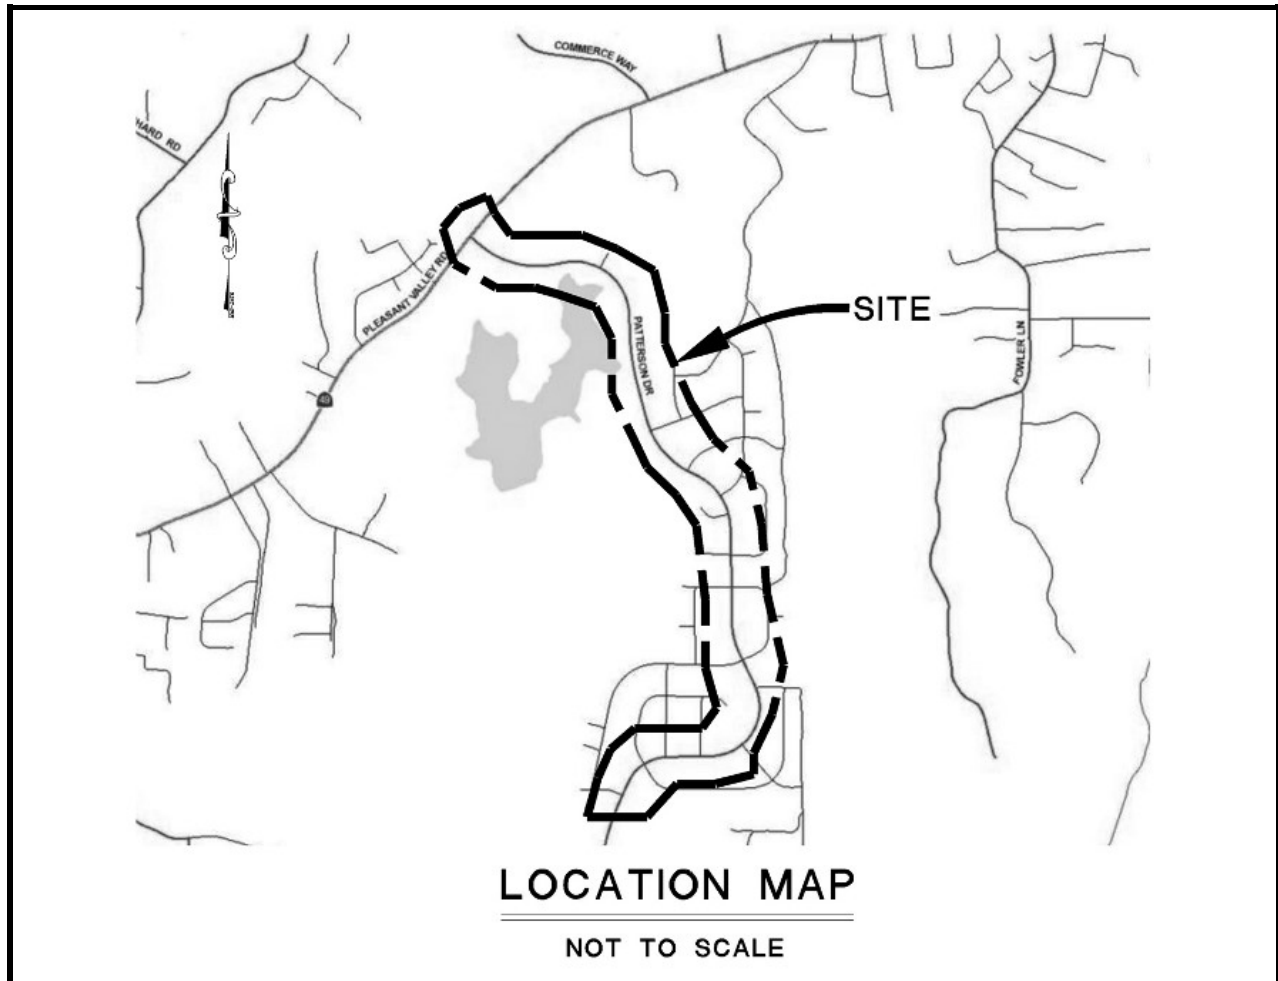 COMMERCE WAY
HARD RD
PLEASANT VALLEY RD
SITE
PATTERSON DR
FOWLER LN
49
LOCATION MAP
NOT TO SCALE